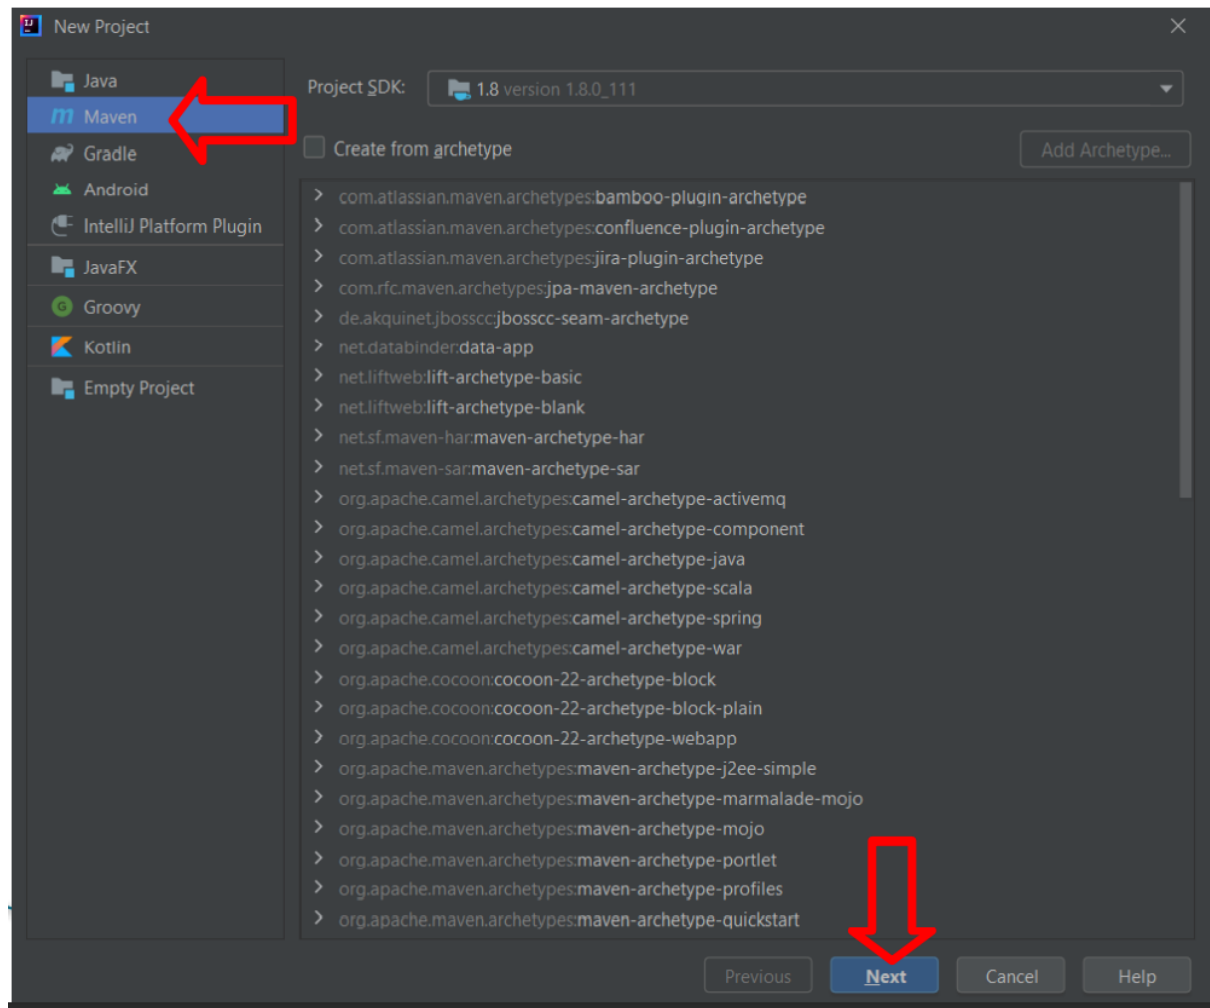 New Project
Java
Maven
Gradle
Android
IntelliJ Platform Plugin
JavaFX
Groovy
Kotlin
Empty Project
Project SDK: 1.8 version 1.8.0_111
Create from archetype
Add Archetype...
com.atlassian.maven.archetypes:bamboo-plugin-archetype
com.atlassian.maven.archetypes:confluence-plugin-archetype
com.atlassian.maven.archetypes:jira-plugin-archetype
com.rfc.maven.archetypes:jpa-maven-archetype
de.akquinet.jbosscc:jbosscc-seam-archetype
net.databinder:data-app
net.liftweb:lift-archetype-basic
net.liftweb:lift-archetype-blank
net.sf.maven-har:maven-archetype-har
net.sf.maven-sar:maven-archetype-sar
org.apache.camel.archetypes:camel-archetype-activemq
org.apache.camel.archetypes:camel-archetype-component
org.apache.camel.archetypes:camel-archetype-java
org.apache.camel.archetypes:camel-archetype-scala
org.apache.camel.archetypes:camel-archetype-spring
org.apache.camel.archetypes:camel-archetype-war
org.apache.cocoon:cocoon-22-archetype-block
org.apache.cocoon:cocoon-22-archetype-block-plain
org.apache.cocoon:cocoon-22-archetype-webapp
org.apache.maven.archetypes:maven-archetype-j2ee-simple
org.apache.maven.archetypes:maven-archetype-marmalade-mojo
org.apache.maven.archetypes:maven-archetype-mojo
org.apache.maven.archetypes:maven-archetype-portlet
org.apache.maven.archetypes:maven-archetype-profiles
org.apache.maven.archetypes:maven-archetype-quickstart
Previous
Next
Cancel
Help